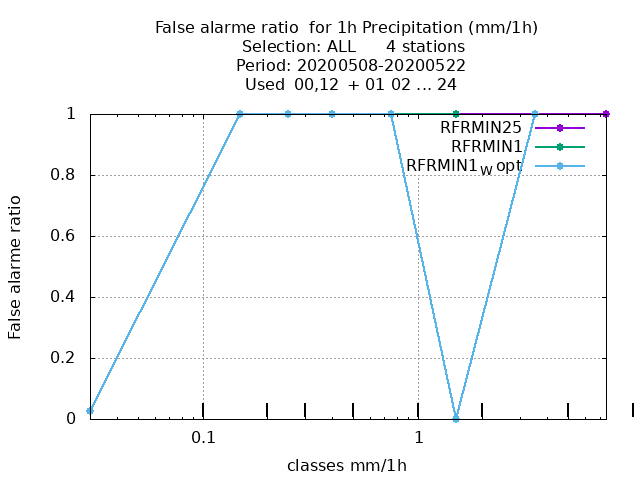 False alarme ratio for 1h Precipitation (mm/1h)
Selection: ALL 4 stations
Period: 20200508-20200522
Used 00,12 + 01 02 ... 24
1
RFRMIN25
RFRMIN1
RFRMIN1W opt
0.8
0.6
0.4
0.2
0
False alarme ratio
0.1
1
classes mm/1h